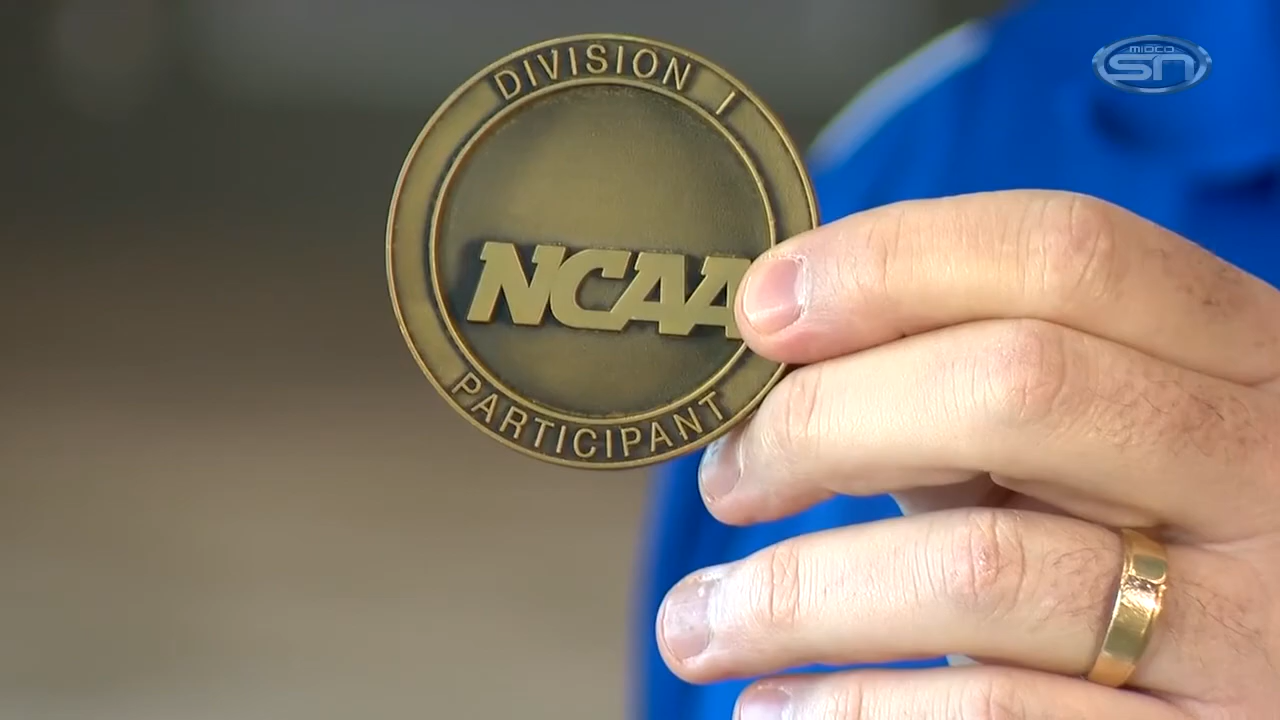 MIDCO
SN
DIVISION I
NCAA
PARTICIPANT